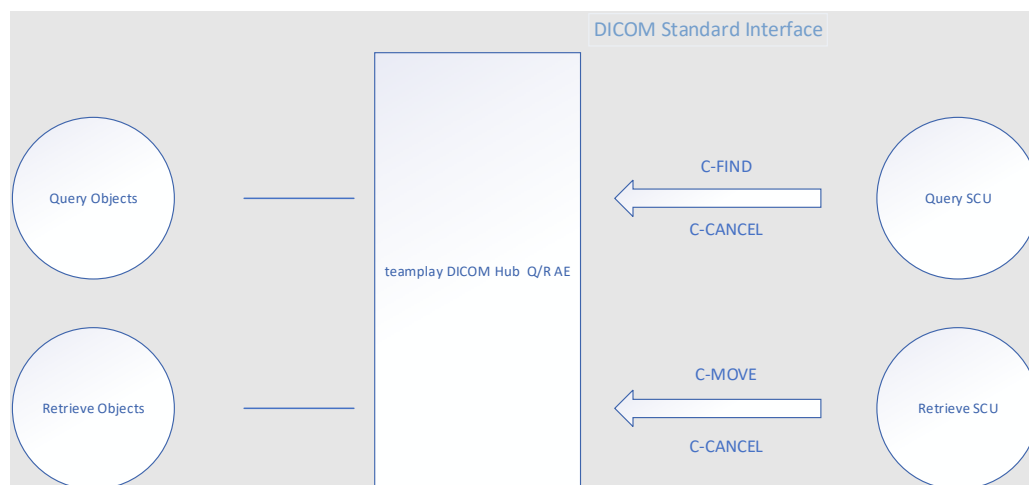 DICOM Standard Interface
C-FIND
Query Objects
Query SCU
C-CANCEL
teamplay DICOM Hub Q/R AE
C-MOVE
Retrieve Objects
Retrieve SCU
C-CANCEL